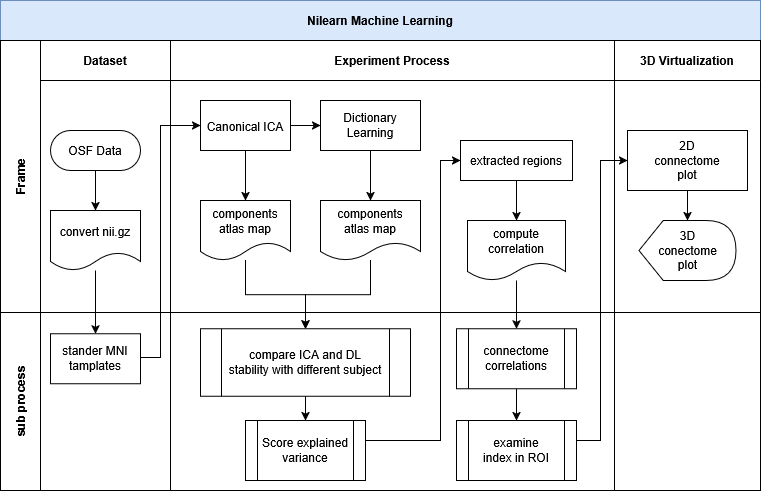 Nilearn Machine Learning
Dataset
Experiment Process
3D Virtualization
Frame
OSF Data
convert nii.gz
Canonical ICA
Dictionary
Learning
components
atlas map
components
atlas map
extracted regions
compute
correlation
2D
connectome
plot
3D
conectome
plot
sub process
stander MNI
tamplates
compare ICA and DL
stability with different subject
Score explained
variance
connectome
correlations
examine
index in ROI